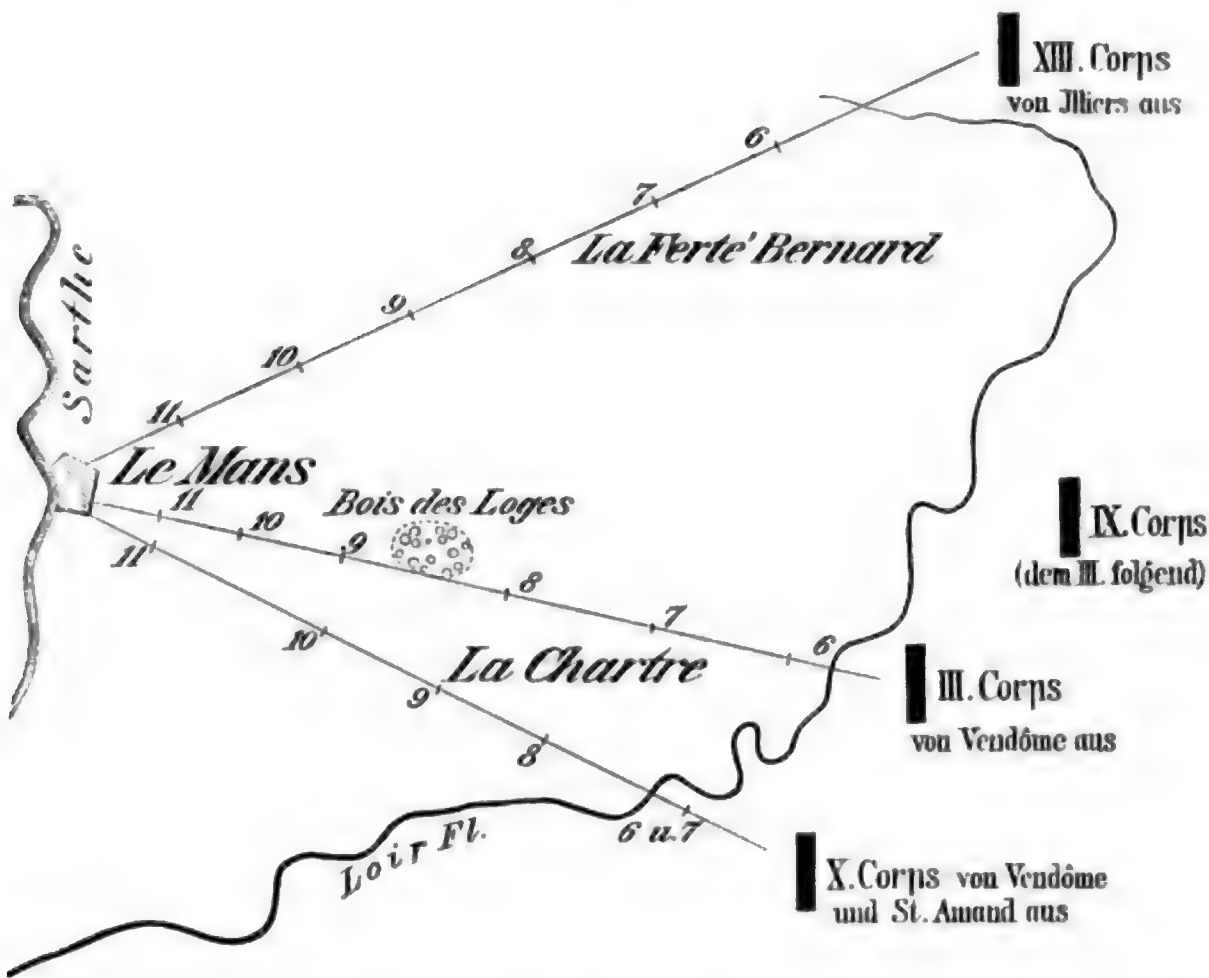 XIII. Corps
von Illiers aus
6
7
8
La Ferte' Bernard
9
10
11
Sarthe
Le Mans
Bois des Loges
11
10
9
8
7
6
IX. Corps
(dem III. folgend)
III. Corps
von Vendôme aus
11
10
La Chartre
9
8
6 u. 7
Loir Fl.
X. Corps von Vendôme
und St. Amand aus